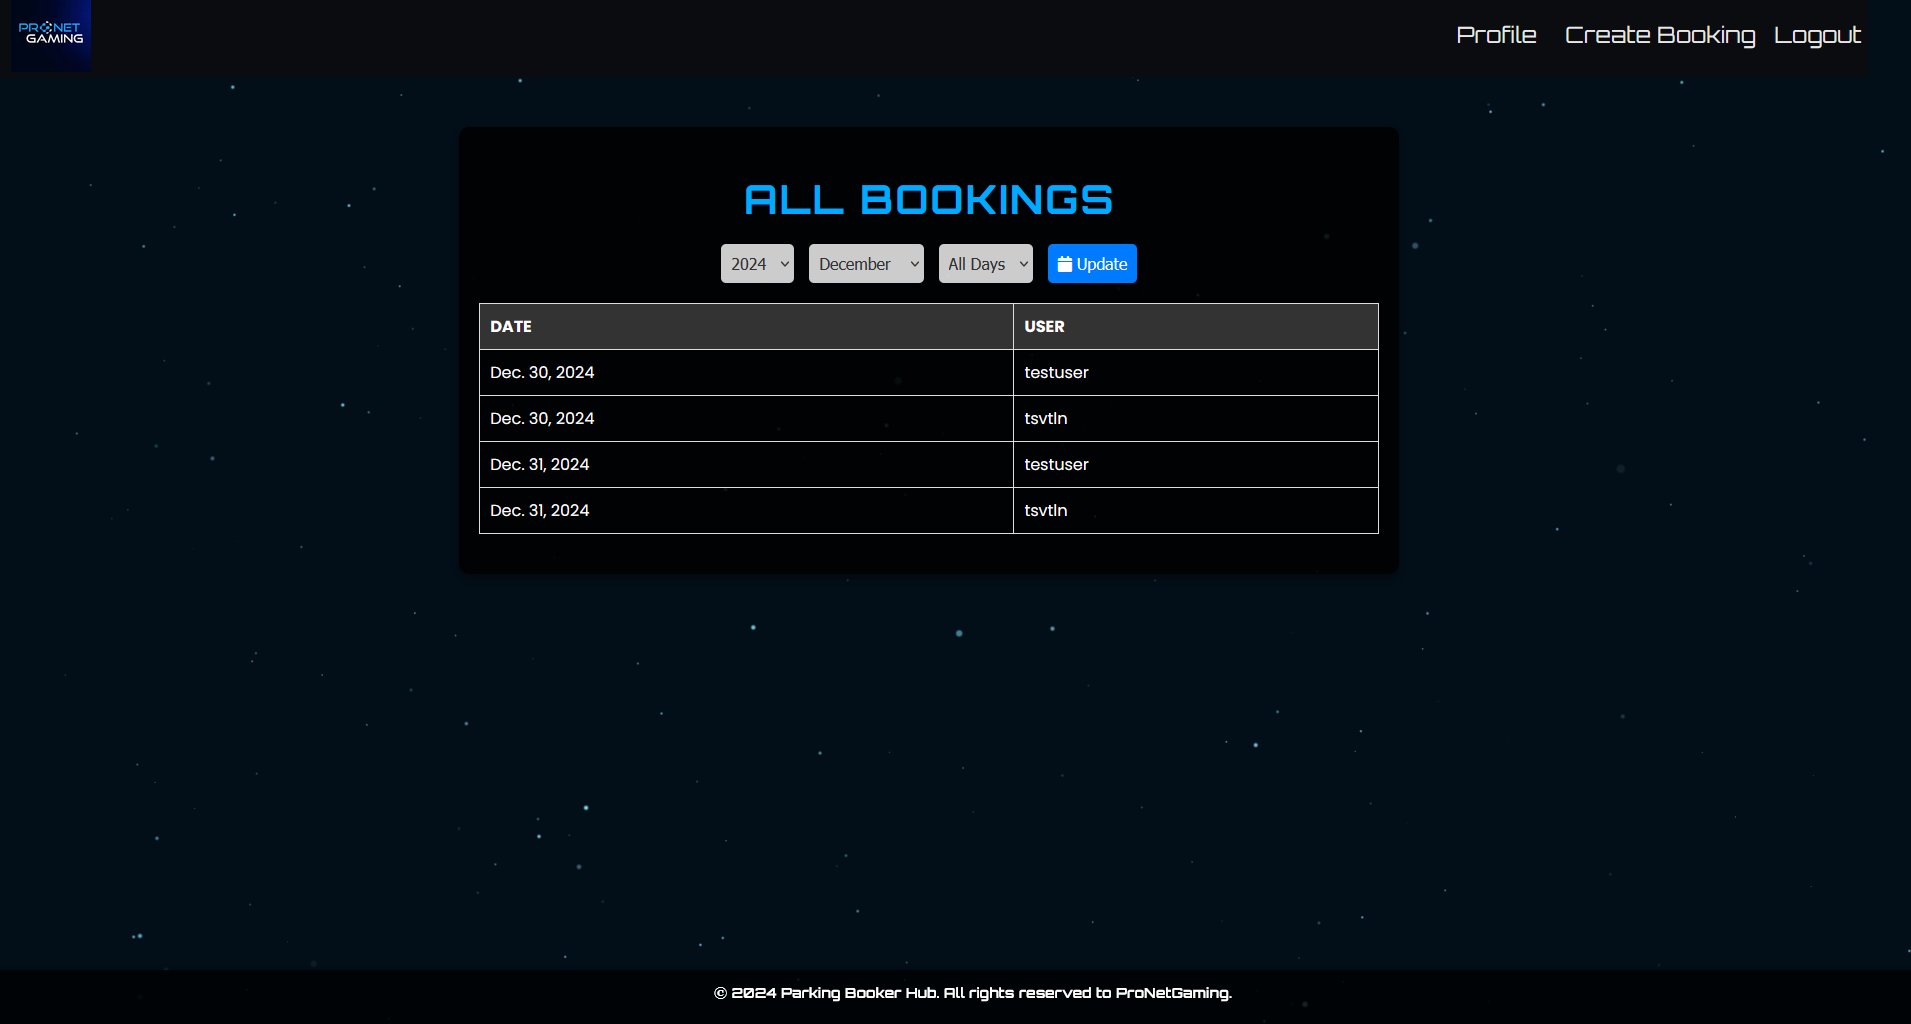 PRONET
GAMING
Profile Create Booking Logout
ALL BOOKINGS
2024 December All Days Update
DATE USER
Dec. 30, 2024 testuser
Dec. 30, 2024 tsvtln
Dec. 31, 2024 testuser
Dec. 31, 2024 tsvtln
© 2024 Parking Booker Hub. All rights reserved to ProNetGaming.